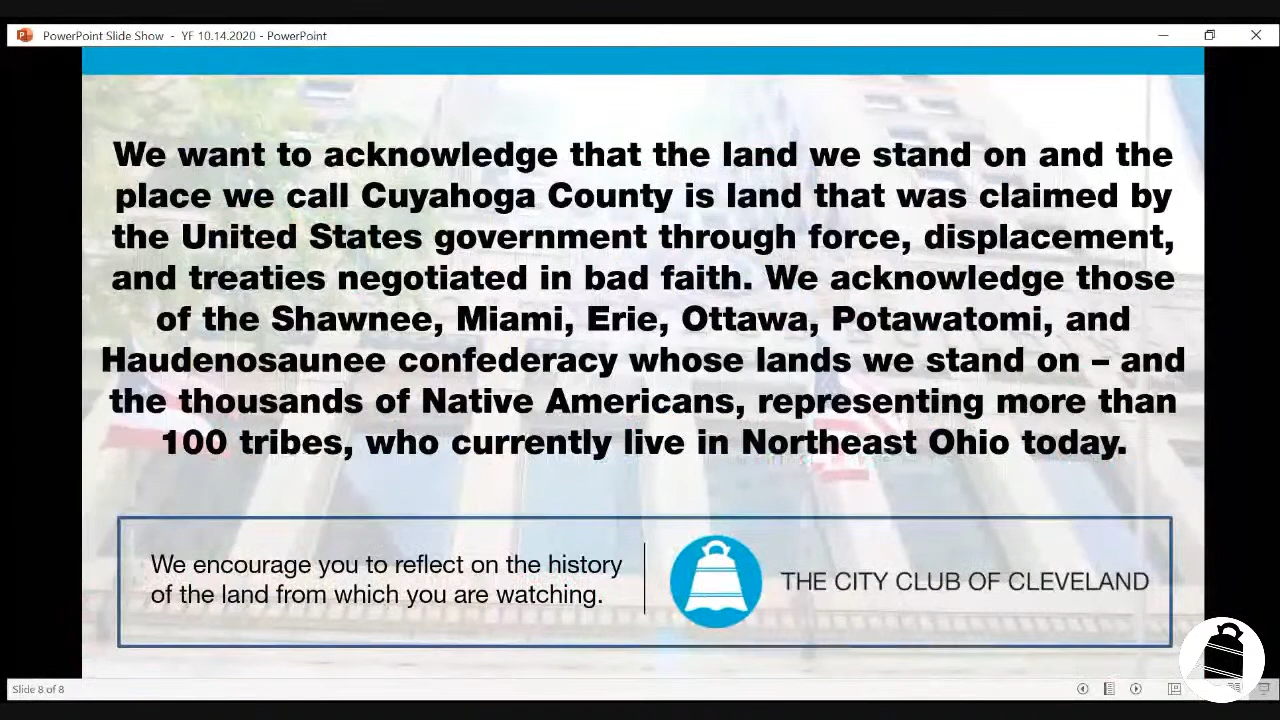 PowerPoint Slide Show - YF 10.14.2020 - PowerPoint
We want to acknowledge that the land we stand on and the
place we call Cuyahoga County is land that was claimed by
the United States government through force, displacement,
and treaties negotiated in bad faith. We acknowledge those
of the Shawnee, Miami, Erie, Ottawa, Potawatomi, and
Haudenosaunee confederacy whose lands we stand on – and
the thousands of Native Americans, representing more than
100 tribes, who currently live in Northeast Ohio today.
We encourage you to reflect on the history
of the land from which you are watching.
THE CITY CLUB OF CLEVELAND
Slide 8 of 8